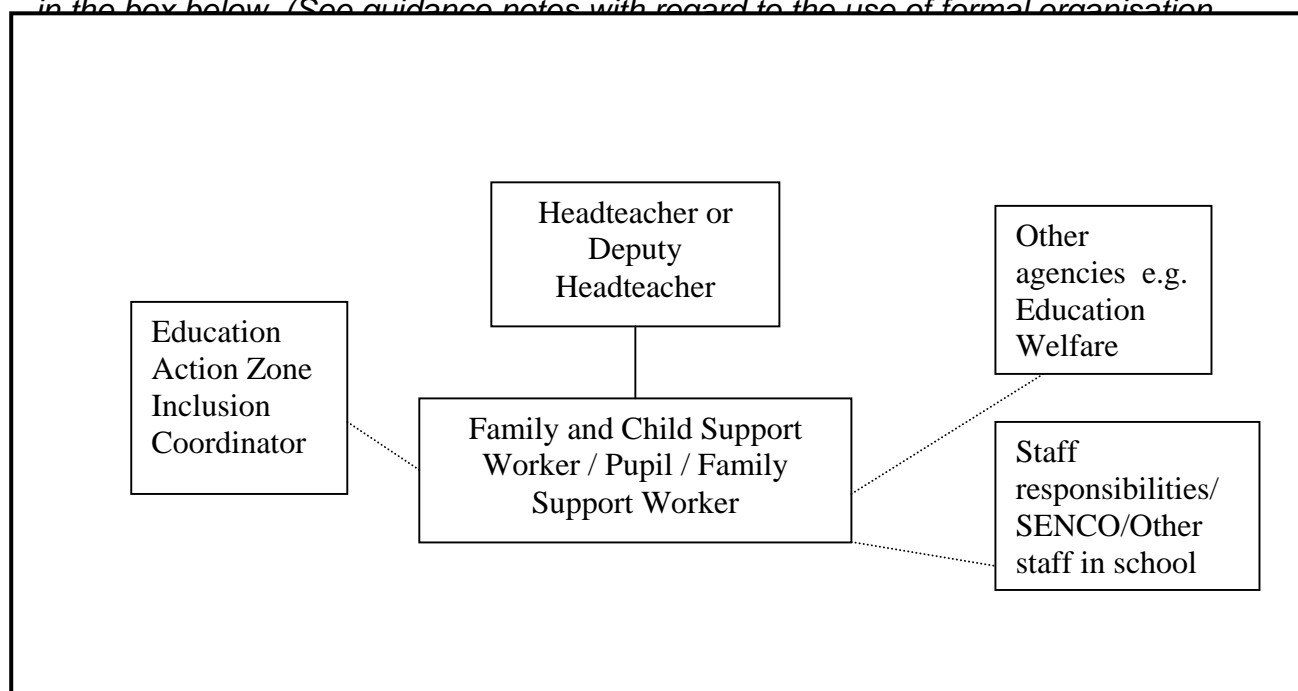 in the box below. (See guidance notes with regard to the use of formal organisation
Headteacher or
Deputy
Headteacher
Other
agencies e.g.
Education
Welfare
Education
Action Zone
Inclusion
Coordinator
Family and Child Support
Worker / Pupil / Family
Support Worker
Staff
responsibilities/
SENCO/Other
staff in school